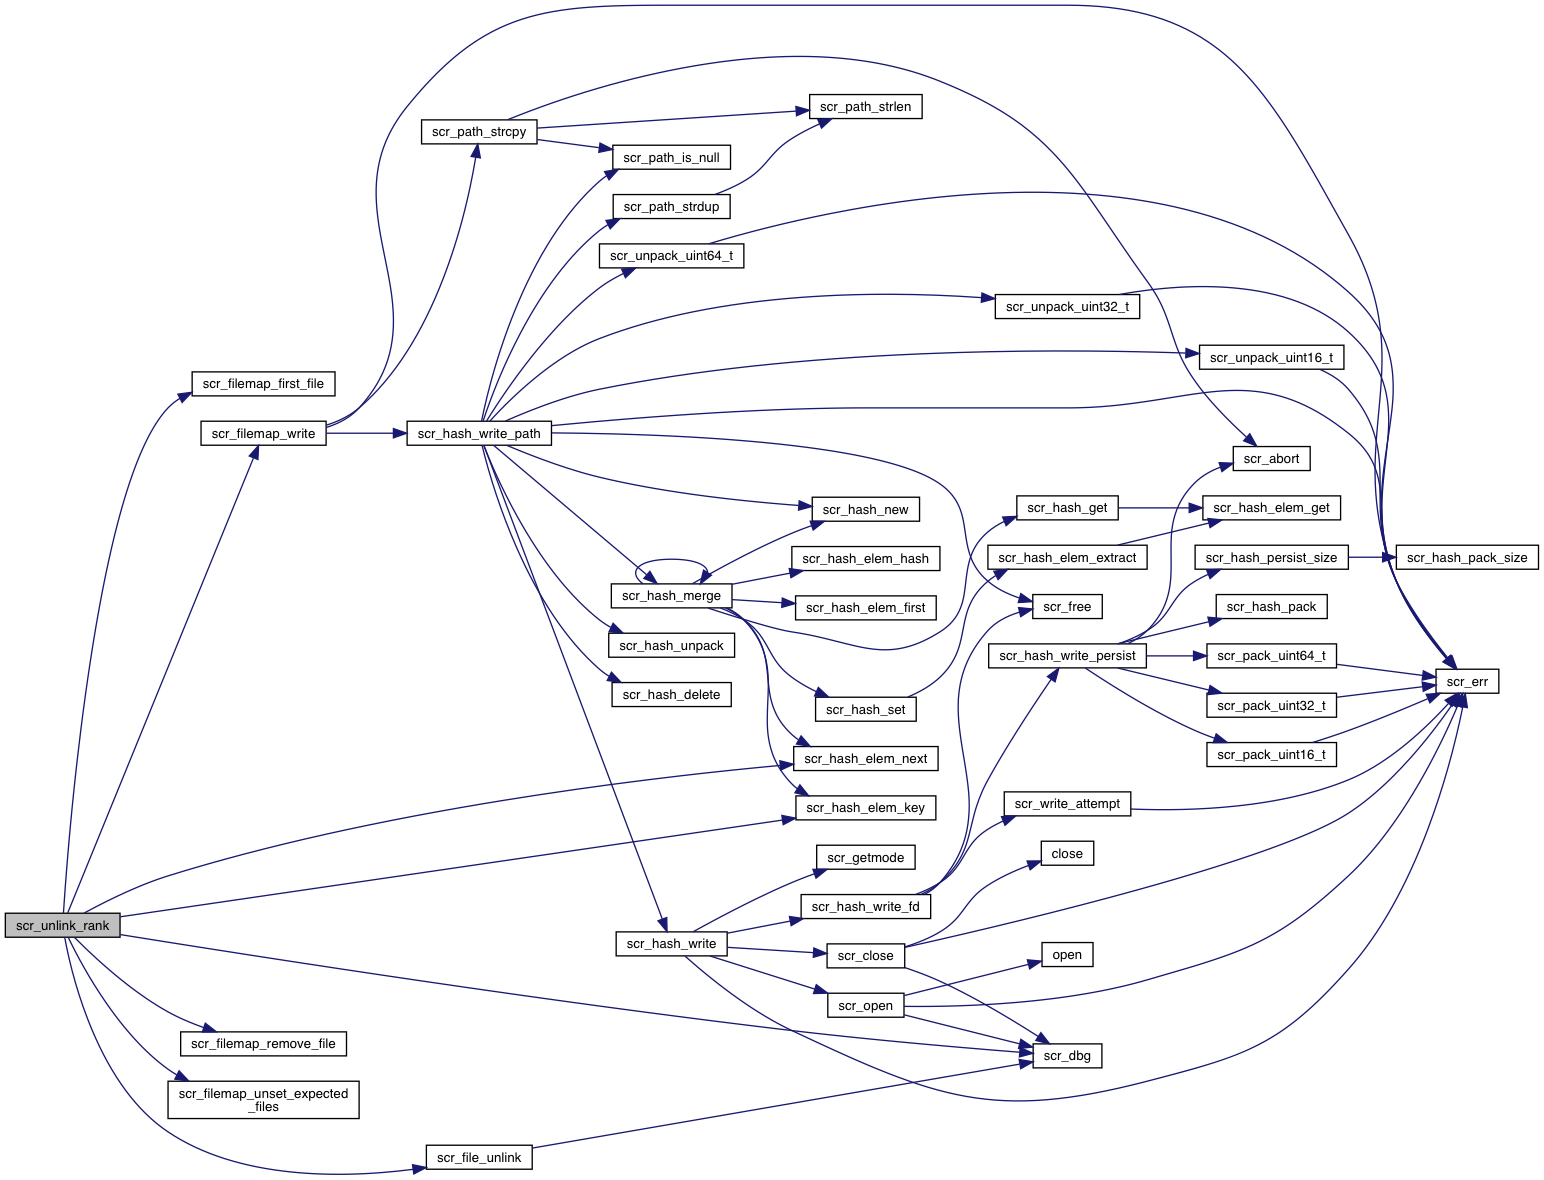 scr_path_strlen
scr_path_strcpy
scr_path_is_null
scr_path_strdup
scr_unpack_uint64_t
scr_unpack_uint32_t
scr_unpack_uint16_t
scr_filemap_first_file
scr_filemap_write
scr_hash_write_path
scr_abort
scr_hash_new
scr_hash_get
scr_hash_elem_get
scr_hash_elem_hash
scr_hash_elem_extract
scr_hash_persist_size
scr_hash_pack_size
scr_hash_merge
scr_hash_elem_first
scr_free
scr_hash_pack
scr_hash_unpack
scr_hash_write_persist
scr_pack_uint64_t
scr_err
scr_hash_delete
scr_hash_set
scr_pack_uint32_t
scr_hash_elem_next
scr_pack_uint16_t
scr_hash_elem_key
scr_write_attempt
scr_getmode
close
scr_hash_write_fd
scr_unlink_rank
scr_hash_write
scr_close
open
scr_open
scr_filemap_remove_file
scr_dbg
scr_filemap_unset_expected
_files
scr_file_unlink